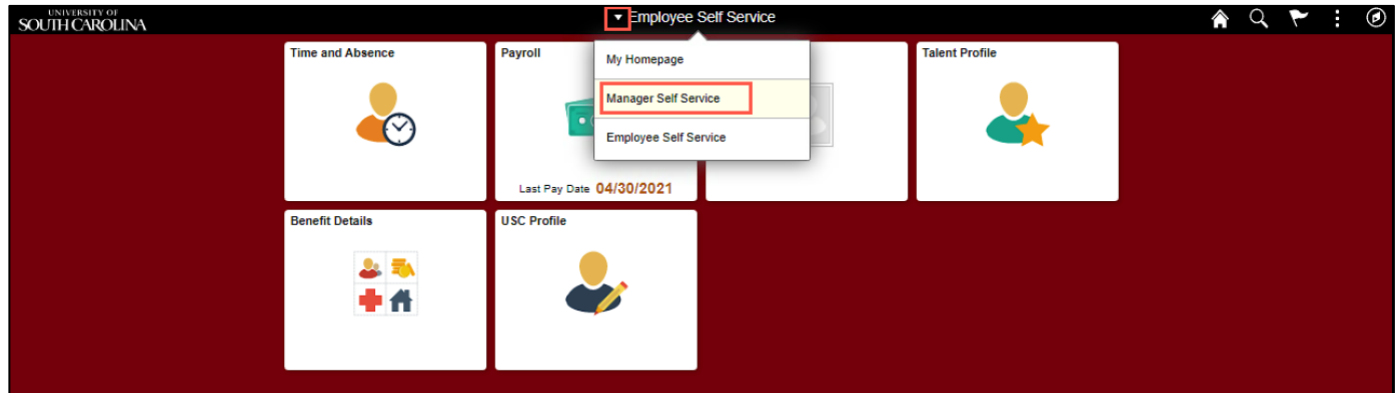 UNIVERSITY OF
SOUTH CAROLINA
Employee Self Service
Time and Absence
Payroll
Talent Profile
My Homepage
Manager Self Service
Employee Self Service
Last Pay Date 04/30/2021
Benefit Details
USC Profile